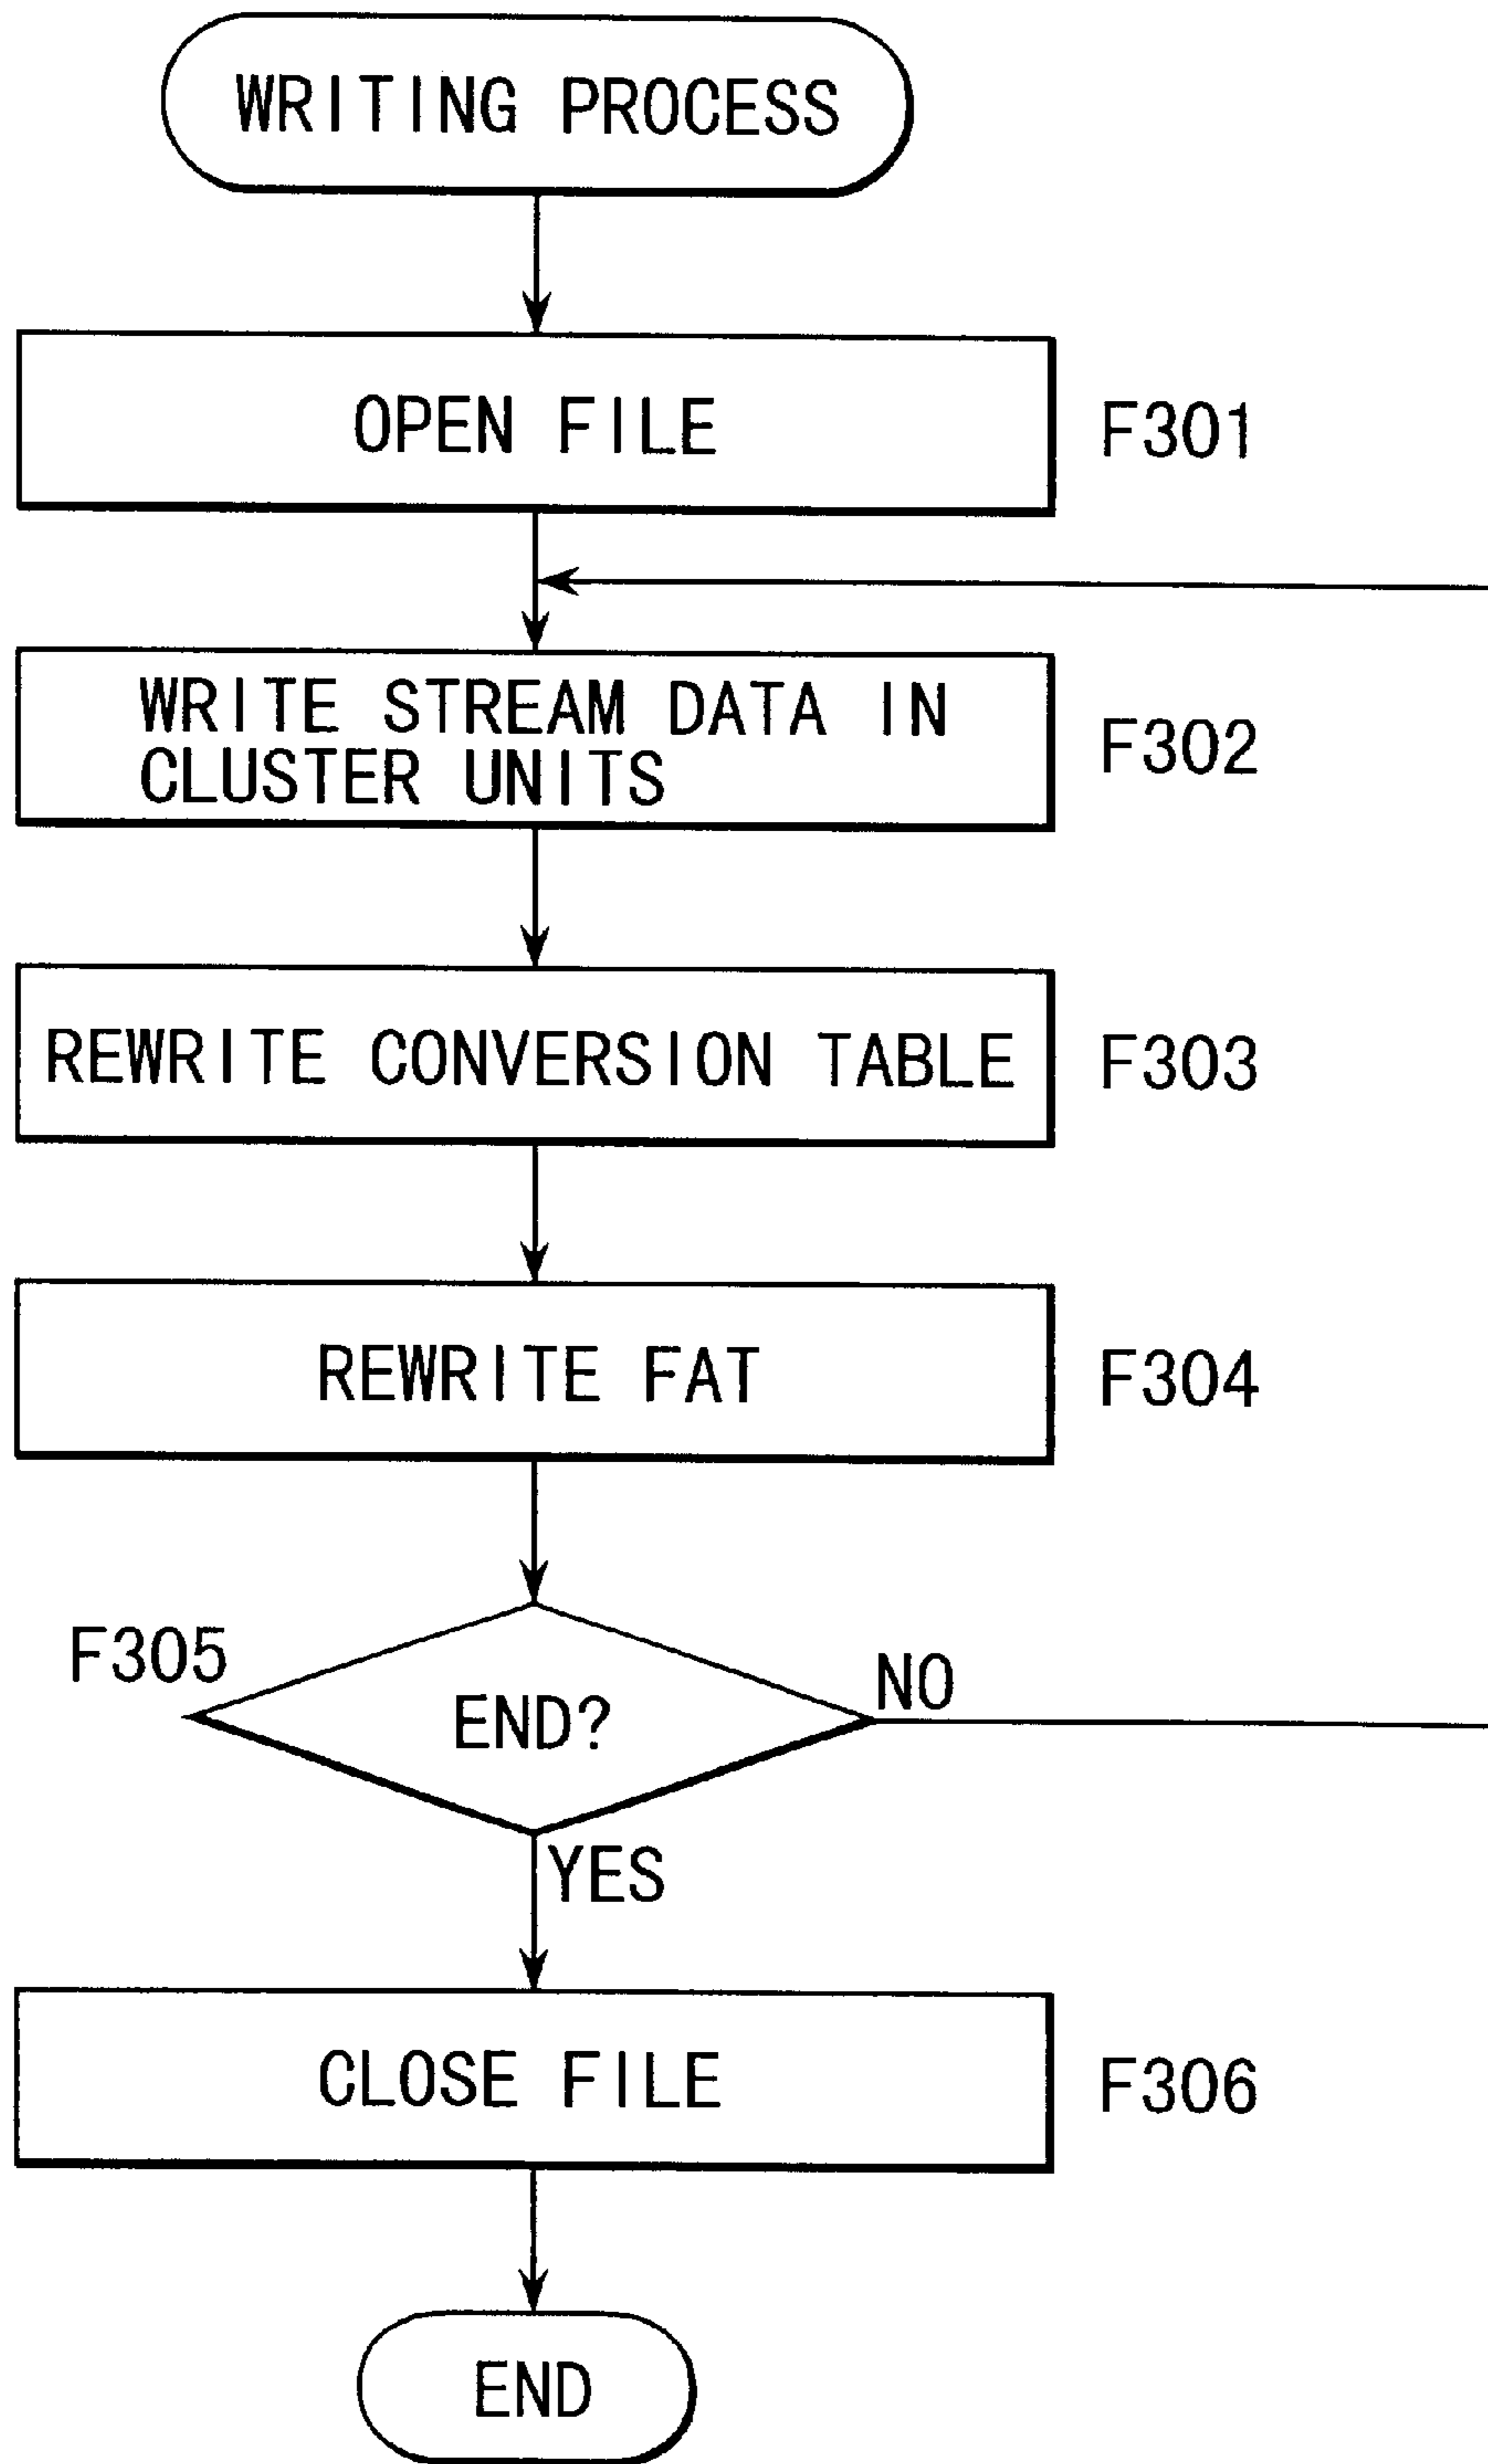 WRITING PROCESS
OPEN FILE
F301
WRITE STREAM DATA IN
CLUSTER UNITS
F302
REWRITE CONVERSION TABLE
F303
REWRITE FAT
F304
F305
END?
NO
YES
CLOSE FILE
F306
END